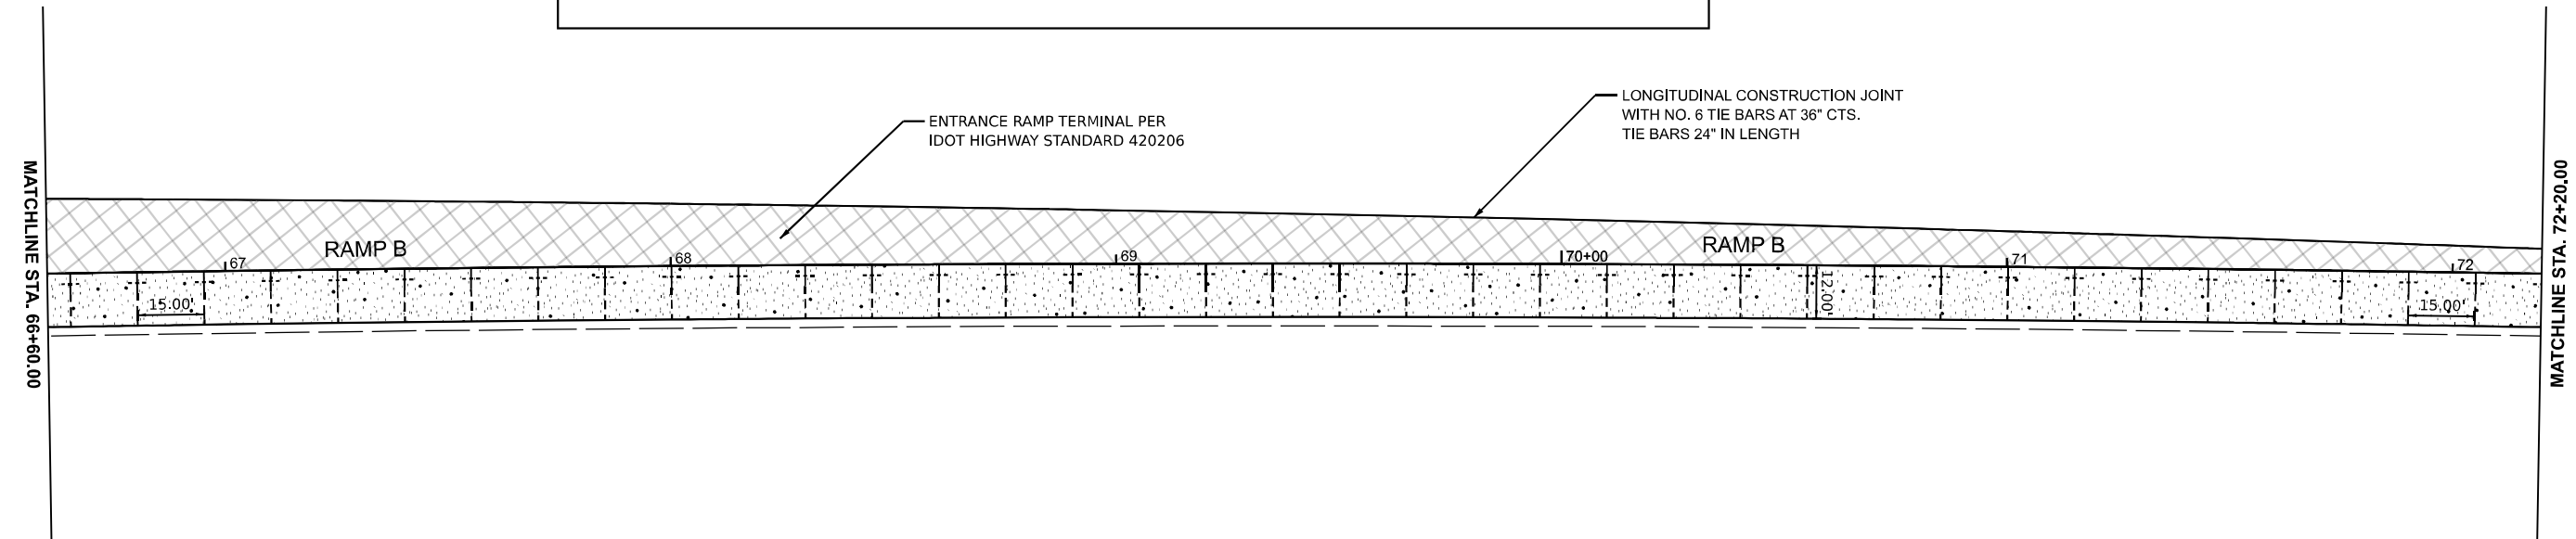 LONGITUDINAL CONSTRUCTION JOINT
WITH NO. 6 TIE BARS AT 36" CTS.
TIE BARS 24" IN LENGTH
ENTRANCE RAMP TERMINAL PER
IDOT HIGHWAY STANDARD 420206
MATCHLINE STA. 66+60.00
MATCHLINE STA. 72+20.00
RAMP B
RAMP B
67
68
69
70+00
71
72
15.00'
12.00'
15.00'